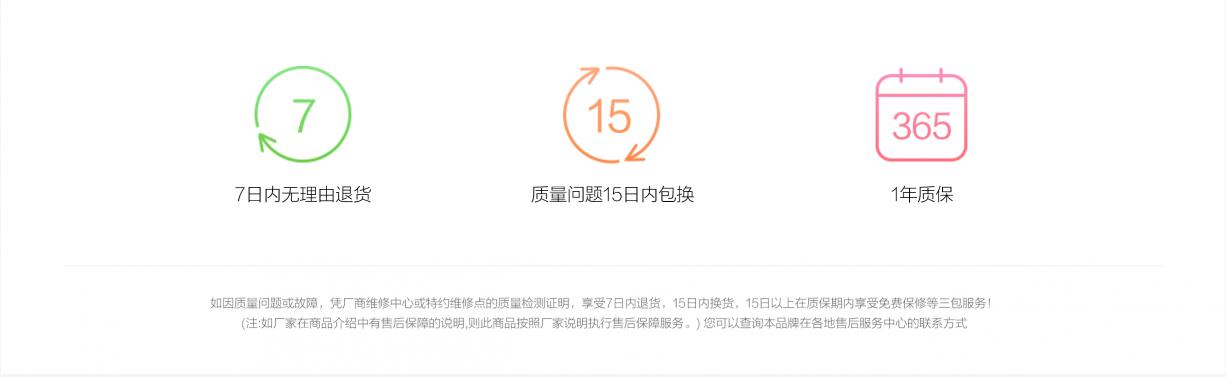 7
15
365
7日内无理由退货
质量问题15日内包换
1年质保
如因质量问题或故障，凭厂商维修中心或特约维修点的质量检测证明，享受7日内退货，15日内换货，15日以上在质保期内享受免费保修等三包服务！
(注:如厂家在商品介绍中有售后保障的说明,则此商品按照厂家说明执行售后保障服务。) 您可以查询本品牌在各地售后服务中心的联系方式